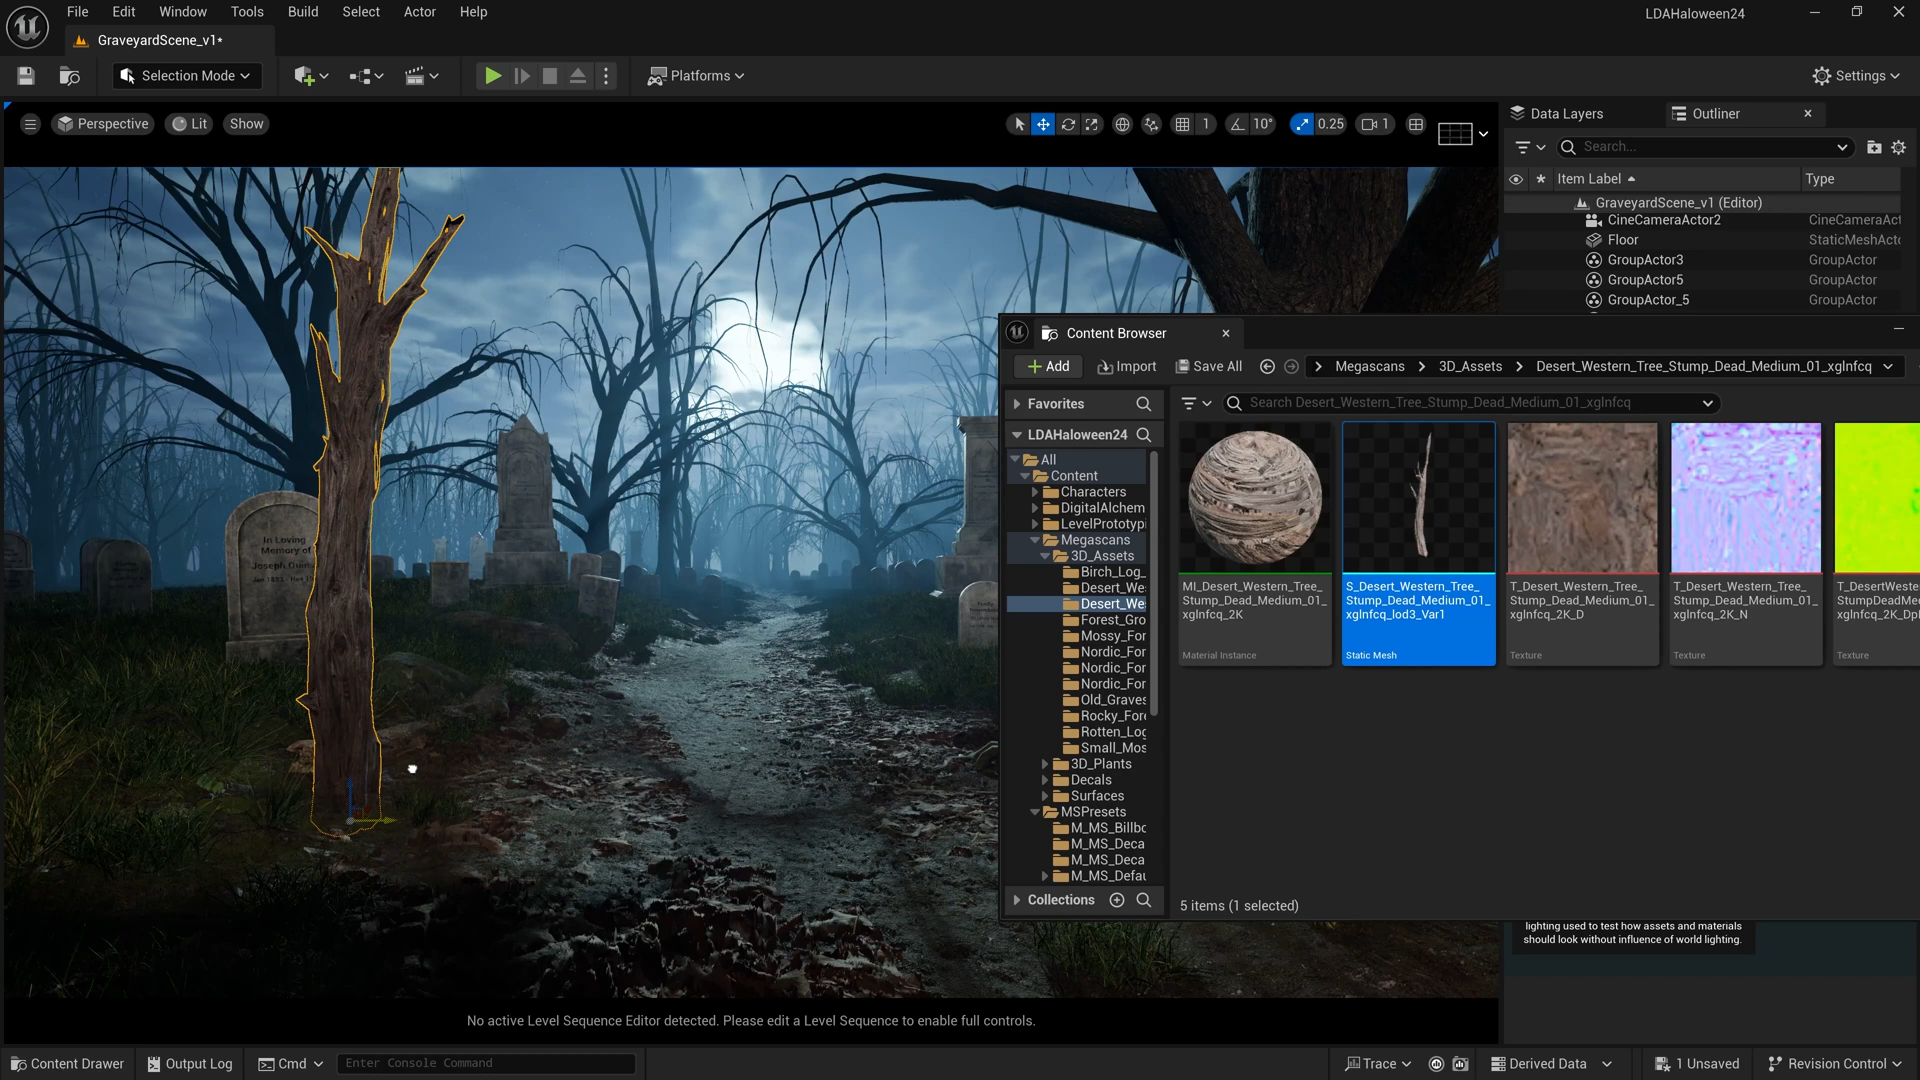 File Edit Window Tools Build Select Actor Help
LDAHaloween24
GraveyardScene_v1*
Selection Mode
Platforms
Settings
Perspective
Lit
Show
1
10°
0.25
1
Data Layers
Outliner
Search...
Item Label
Type
GraveyardScene_v1 (Editor)
CineCameraActor2 CineCameraAct
Floor StaticMeshActo
GroupActor3 GroupActor
GroupActor5 GroupActor
GroupActor_5 GroupActor
Content Browser
Add
Import
Save All
Megascans
3D_Assets
Desert_Western_Tree_Stump_Dead_Medium_01_xglnfcq
Favorites
Search Desert_Western_Tree_Stump_Dead_Medium_01_xglnfcq
LDAHaloween24
All
Content
Characters
DigitalAlchem
LevelPrototypi
Megascans
3D_Assets
Birch_Log_
Desert_We
Desert_We
Forest_Gro
Mossy_For
Nordic_For
Nordic_For
Nordic_For
Old_Graves
Rocky_Fore
Rotten_Log
Small_Mos
3D_Plants
Decals
Surfaces
MSPresets
M_MS_Billbo
M_MS_Deca
M_MS_Deca
M_MS_Defau
Collections
MI_Desert_Western_Tree_
Stump_Dead_Medium_01_
xglnfcq_2K
Material Instance
S_Desert_Western_Tree_
Stump_Dead_Medium_01_
xglnfcq_lod3_Var1
Static Mesh
T_Desert_Western_Tree_
Stump_Dead_Medium_01_
xglnfcq_2K_D
Texture
T_Desert_Western_Tree_
Stump_Dead_Medium_01_
xglnfcq_2K_N
Texture
T_DesertWeste
StumpDeadMe
xglnfcq_2K_Dp
Texture
5 items (1 selected)
In Loving
Memory of
lighting used to test how assets and materials
should look without influence of world lighting.
No active Level Sequence Editor detected. Please edit a Level Sequence to enable full controls.
Content Drawer
Output Log
Cmd
Enter Console Command
Trace
Derived Data
1 Unsaved
Revision Control